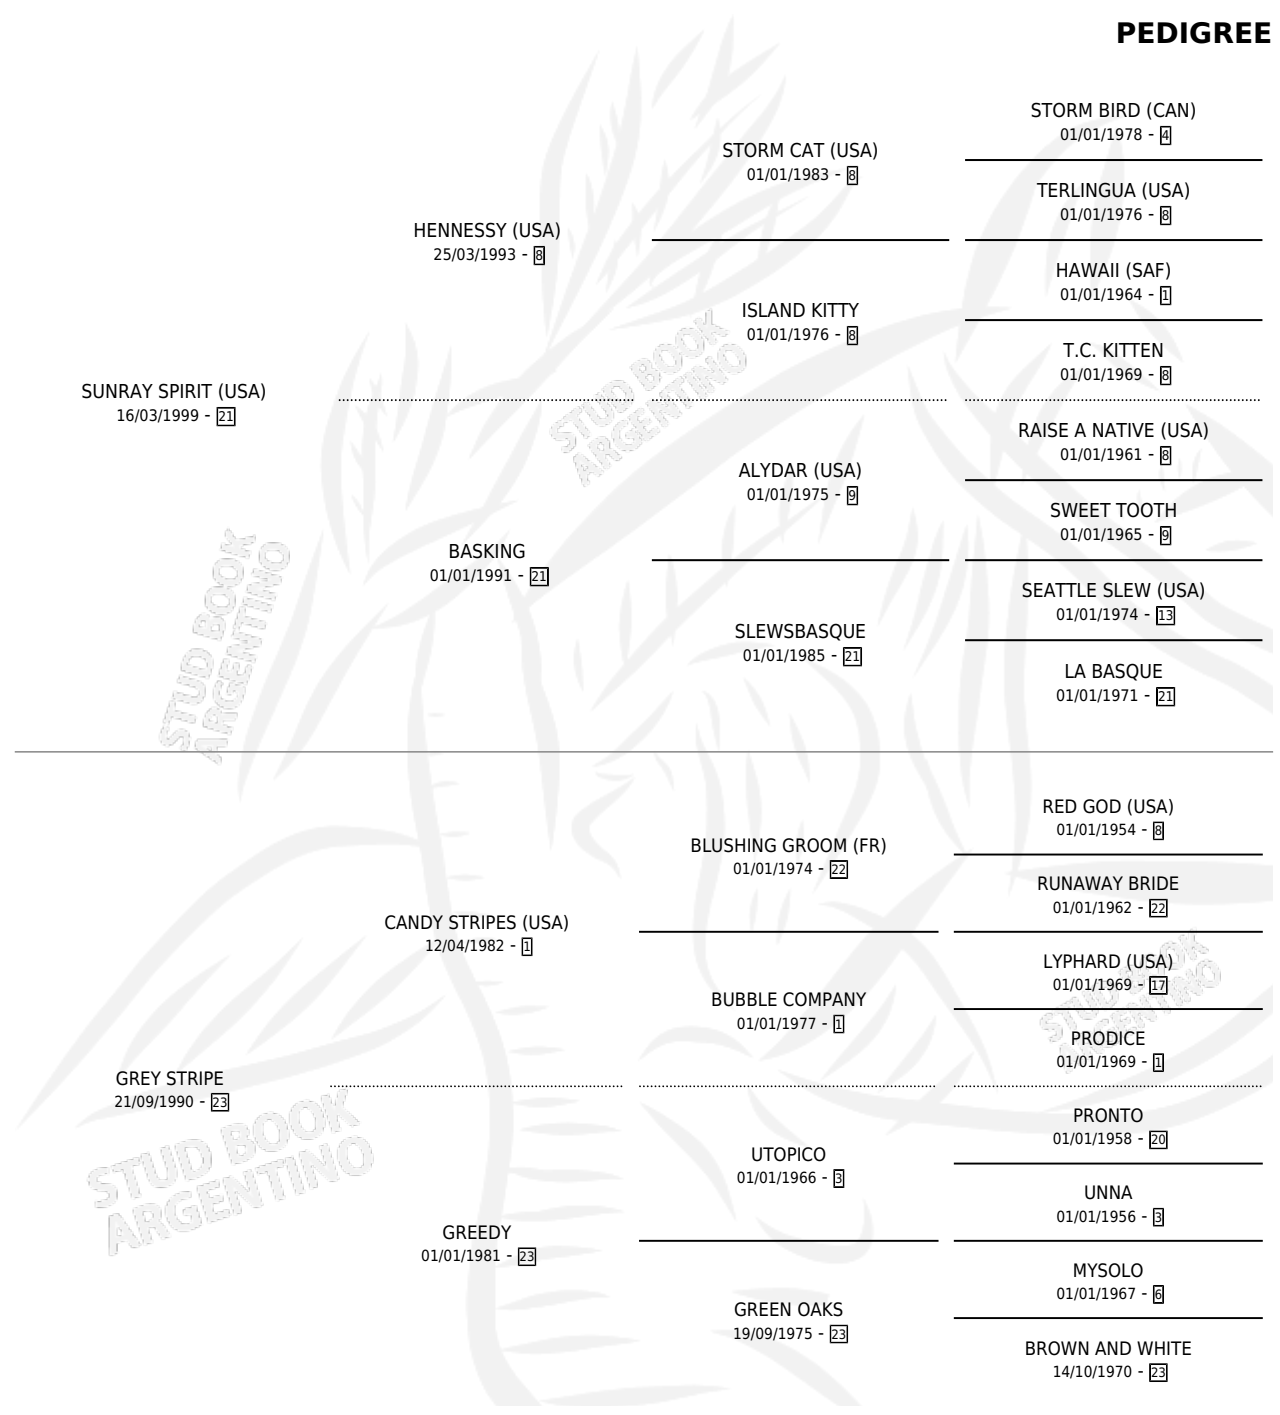 PEDIGREE
STORM BIRD (CAN)
01/01/1978 - 4
STORM CAT (USA)
01/01/1983 - 8
TERLINGUA (USA)
01/01/1976 - 8
HENNESSY (USA)
25/03/1993 - 8
HAWAII (SAF)
01/01/1964 - 1
ISLAND KITTY
01/01/1976 - 8
T.C. KITTEN
01/01/1969 - 8
SUNRAY SPIRIT (USA)
16/03/1999 - 21
STUD BOOK
ARGENTINO
RAISE A NATIVE (USA)
01/01/1961 - 8
ALYDAR (USA)
01/01/1975 - 9
SWEET TOOTH
01/01/1965 - 9
BASKING
01/01/1991 - 21
SEATTLE SLEW (USA)
01/01/1974 - 13
SLEWSBASQUE
01/01/1985 - 21
LA BASQUE
01/01/1971 - 21
STUD BOOK
ARGENTINO
RED GOD (USA)
01/01/1954 - 8
BLUSHING GROOM (FR)
01/01/1974 - 22
RUNAWAY BRIDE
01/01/1962 - 22
CANDY STRIPES (USA)
12/04/1982 - 1
LYPHARD (USA)
01/01/1969 - 17
BUBBLE COMPANY
01/01/1977 - 1
STUD BOOK
ARGENTINO
PRODICE
01/01/1969 - 1
GREY STRIPE
21/09/1990 - 23
PRONTO
01/01/1958 - 20
UTOPICO
01/01/1966 - 3
STUD BOOK
ARGENTINO
UNNA
01/01/1956 - 3
GREEDY
01/01/1981 - 23
MYSOLO
01/01/1967 - 6
GREEN OAKS
19/09/1975 - 23
BROWN AND WHITE
14/10/1970 - 23